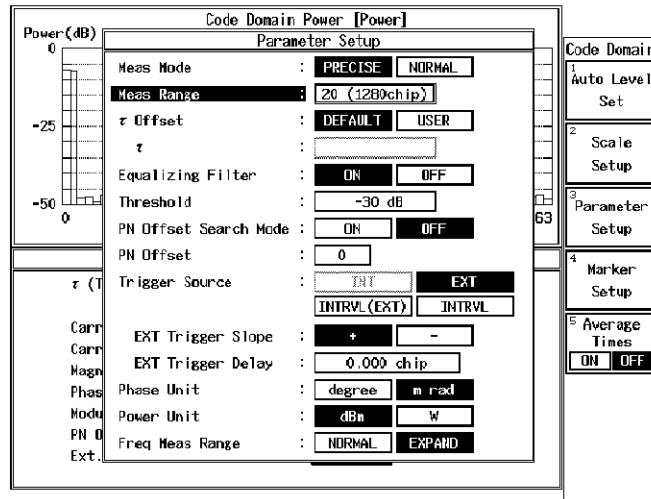 Code Domain Power [Power]
Power(dB)
0
-25
-50
0
63
Parameter Setup
Meas Mode : PRECISE NORMAL
Meas Range : 20 (1280chip)
τ Offset : DEFAULT USER
τ :
Equalizing Filter : ON OFF
Threshold : -30 dB
PN Offset Search Mode : ON OFF
PN Offset : 0
Trigger Source : INT EXT
INTRVL(EXT) INTRVL
EXT Trigger Slope : + -
EXT Trigger Delay : 0.000 chip
Phase Unit : degree m rad
Power Unit : dBm W
Freq Meas Range : NORMAL EXPAND
τ (T
Carr
Carr
Magn
Phas
Modu
PN O
Ext.
Code Domain
1
Auto Level
Set
2
Scale
Setup
3
Parameter
Setup
4
Marker
Setup
5
Average
Times
ON OFF